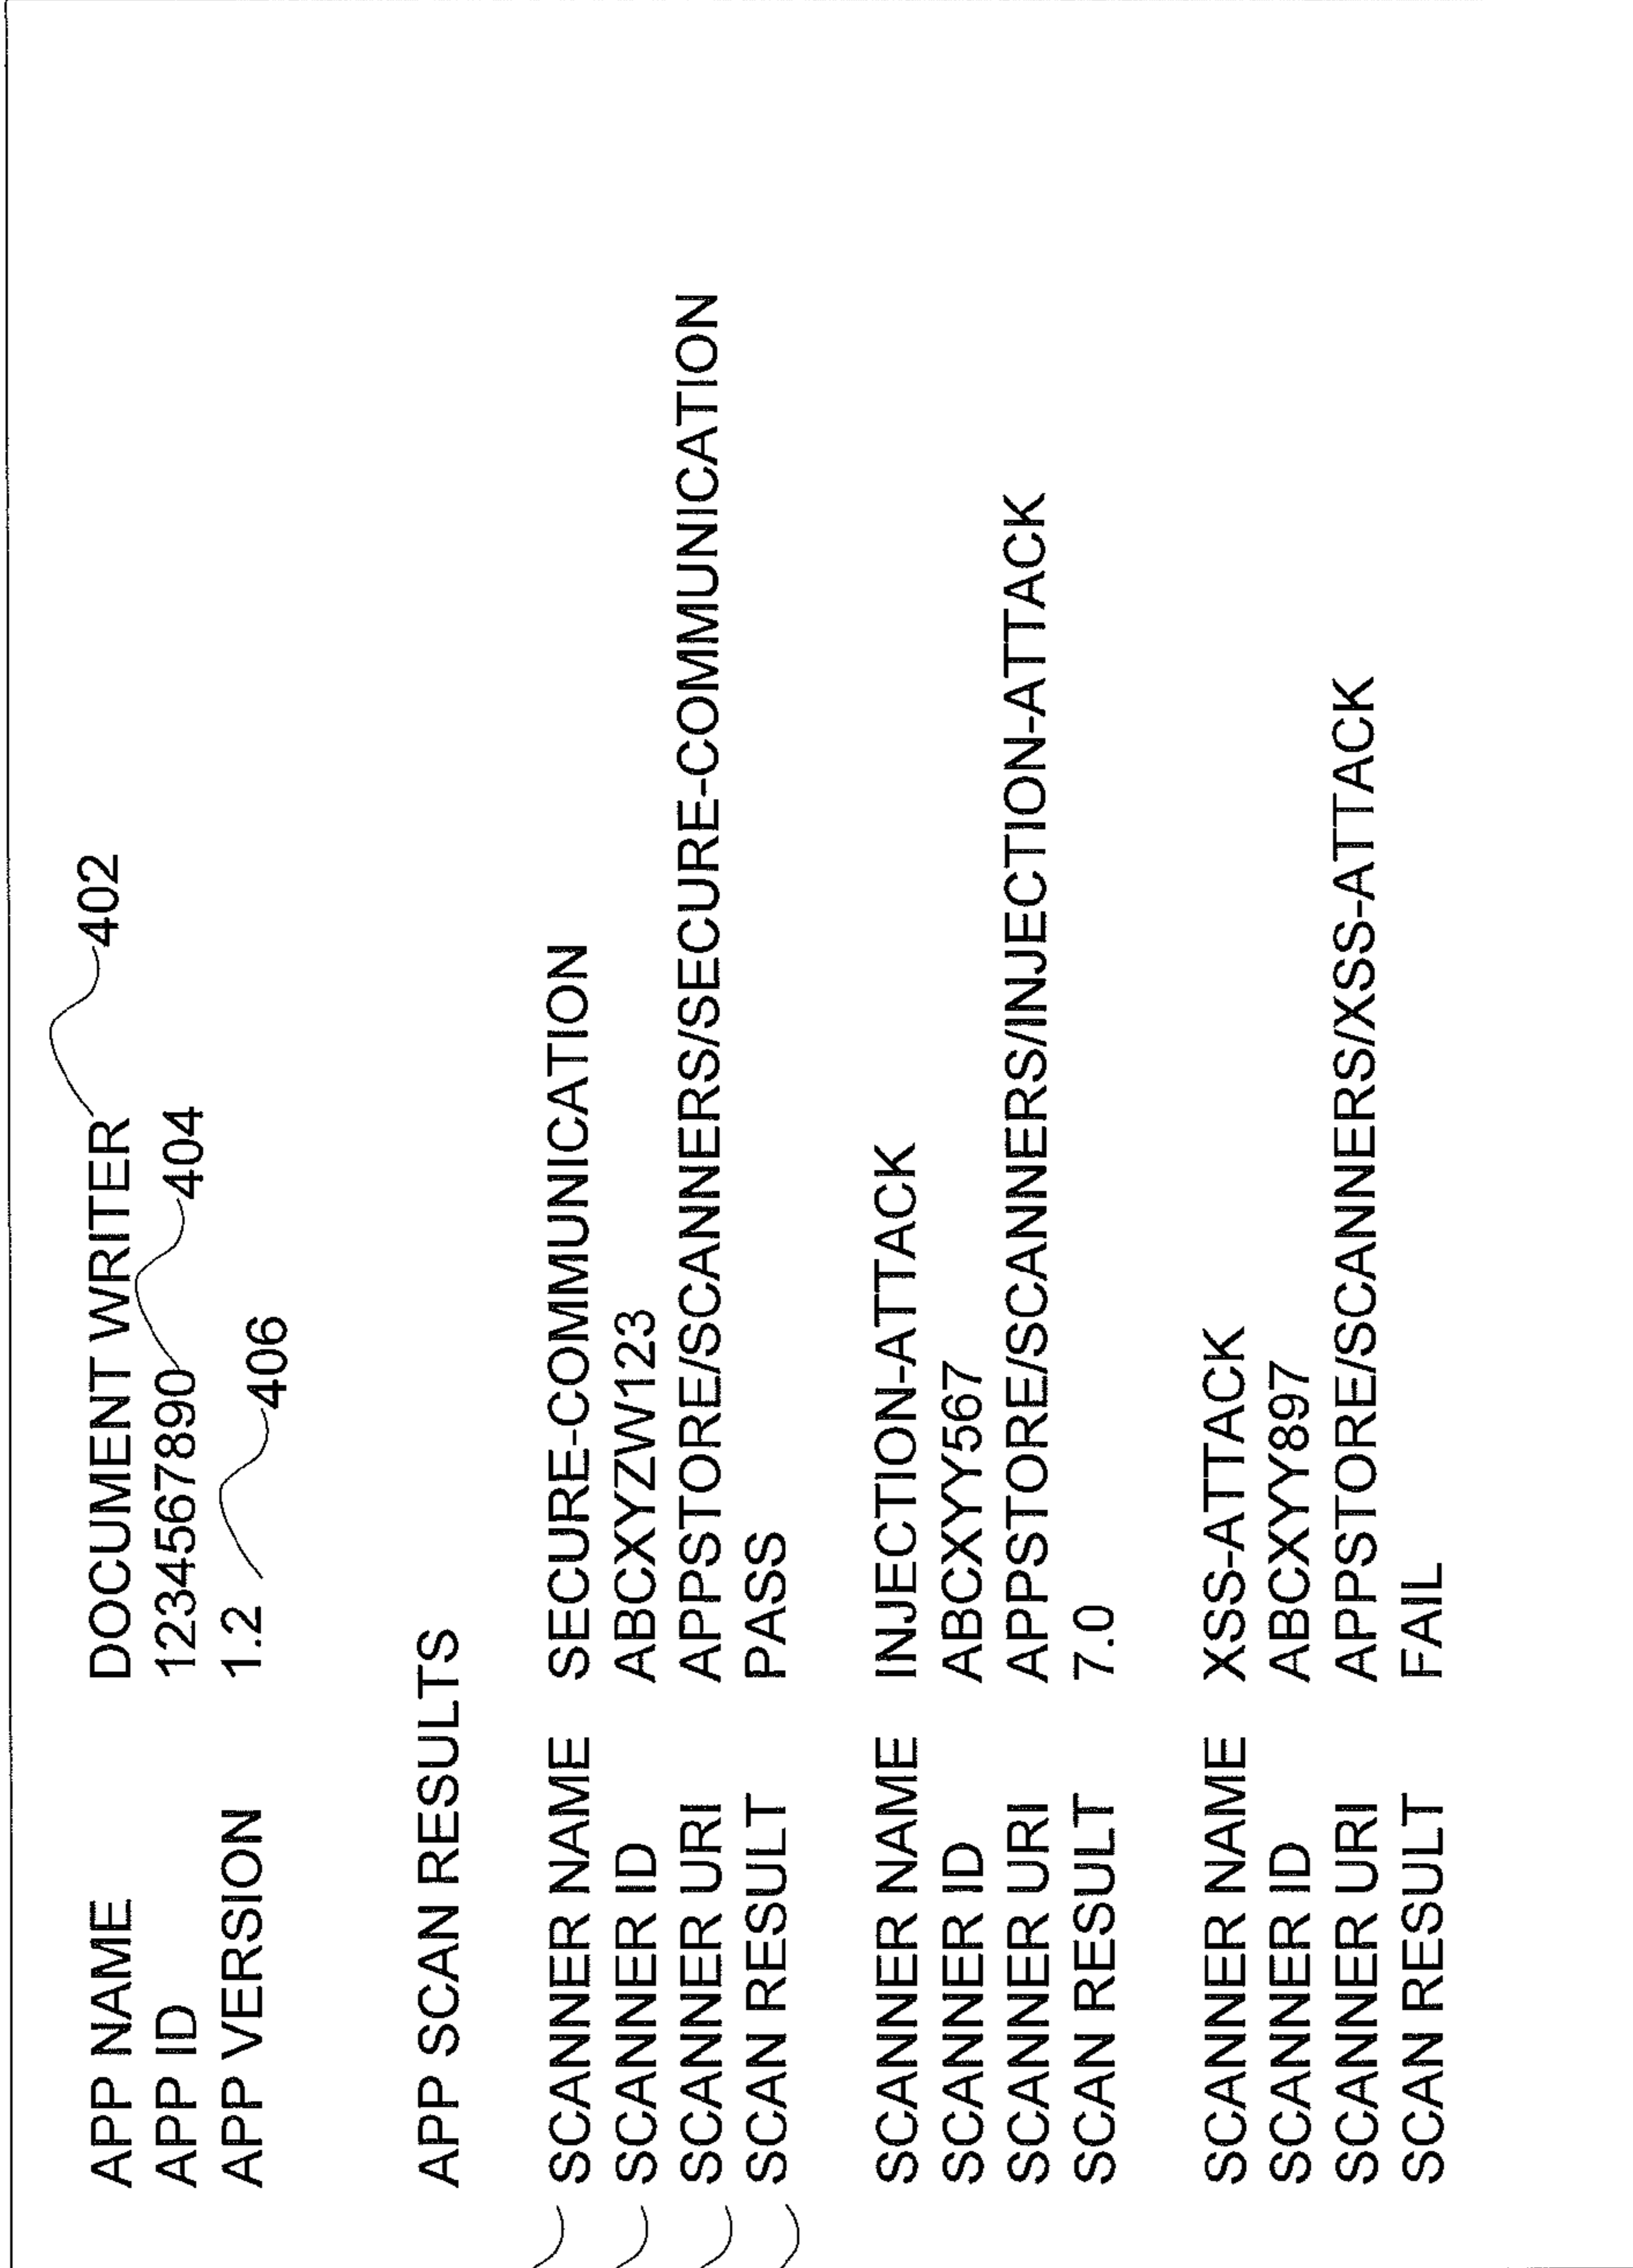 APP NAME DOCUMENT WRITER 402
APP ID 1234567890 404
APP VERSION 1.2 406
APP SCAN RESULTS
SCANNER NAME SECURE-COMMUNICATION
SCANNER ID ABCXYZW123
SCANNER URI APPSTORE/SCANNERS/SECURE-COMMUNICATION
SCAN RESULT PASS
SCANNER NAME INJECTION-ATTACK
SCANNER ID ABCXYY567
SCANNER URI APPSTORE/SCANNERS/INJECTION-ATTACK
SCAN RESULT 7.0
SCANNER NAME XSS-ATTACK
SCANNER ID ABCXYY897
SCANNER URI APPSTORE/SCANNERS/XSS-ATTACK
SCAN RESULT FAIL